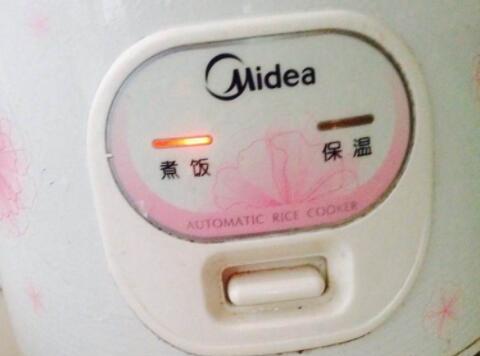 Midea
煮饭
保温
AUTOMATIC RICE COOKER